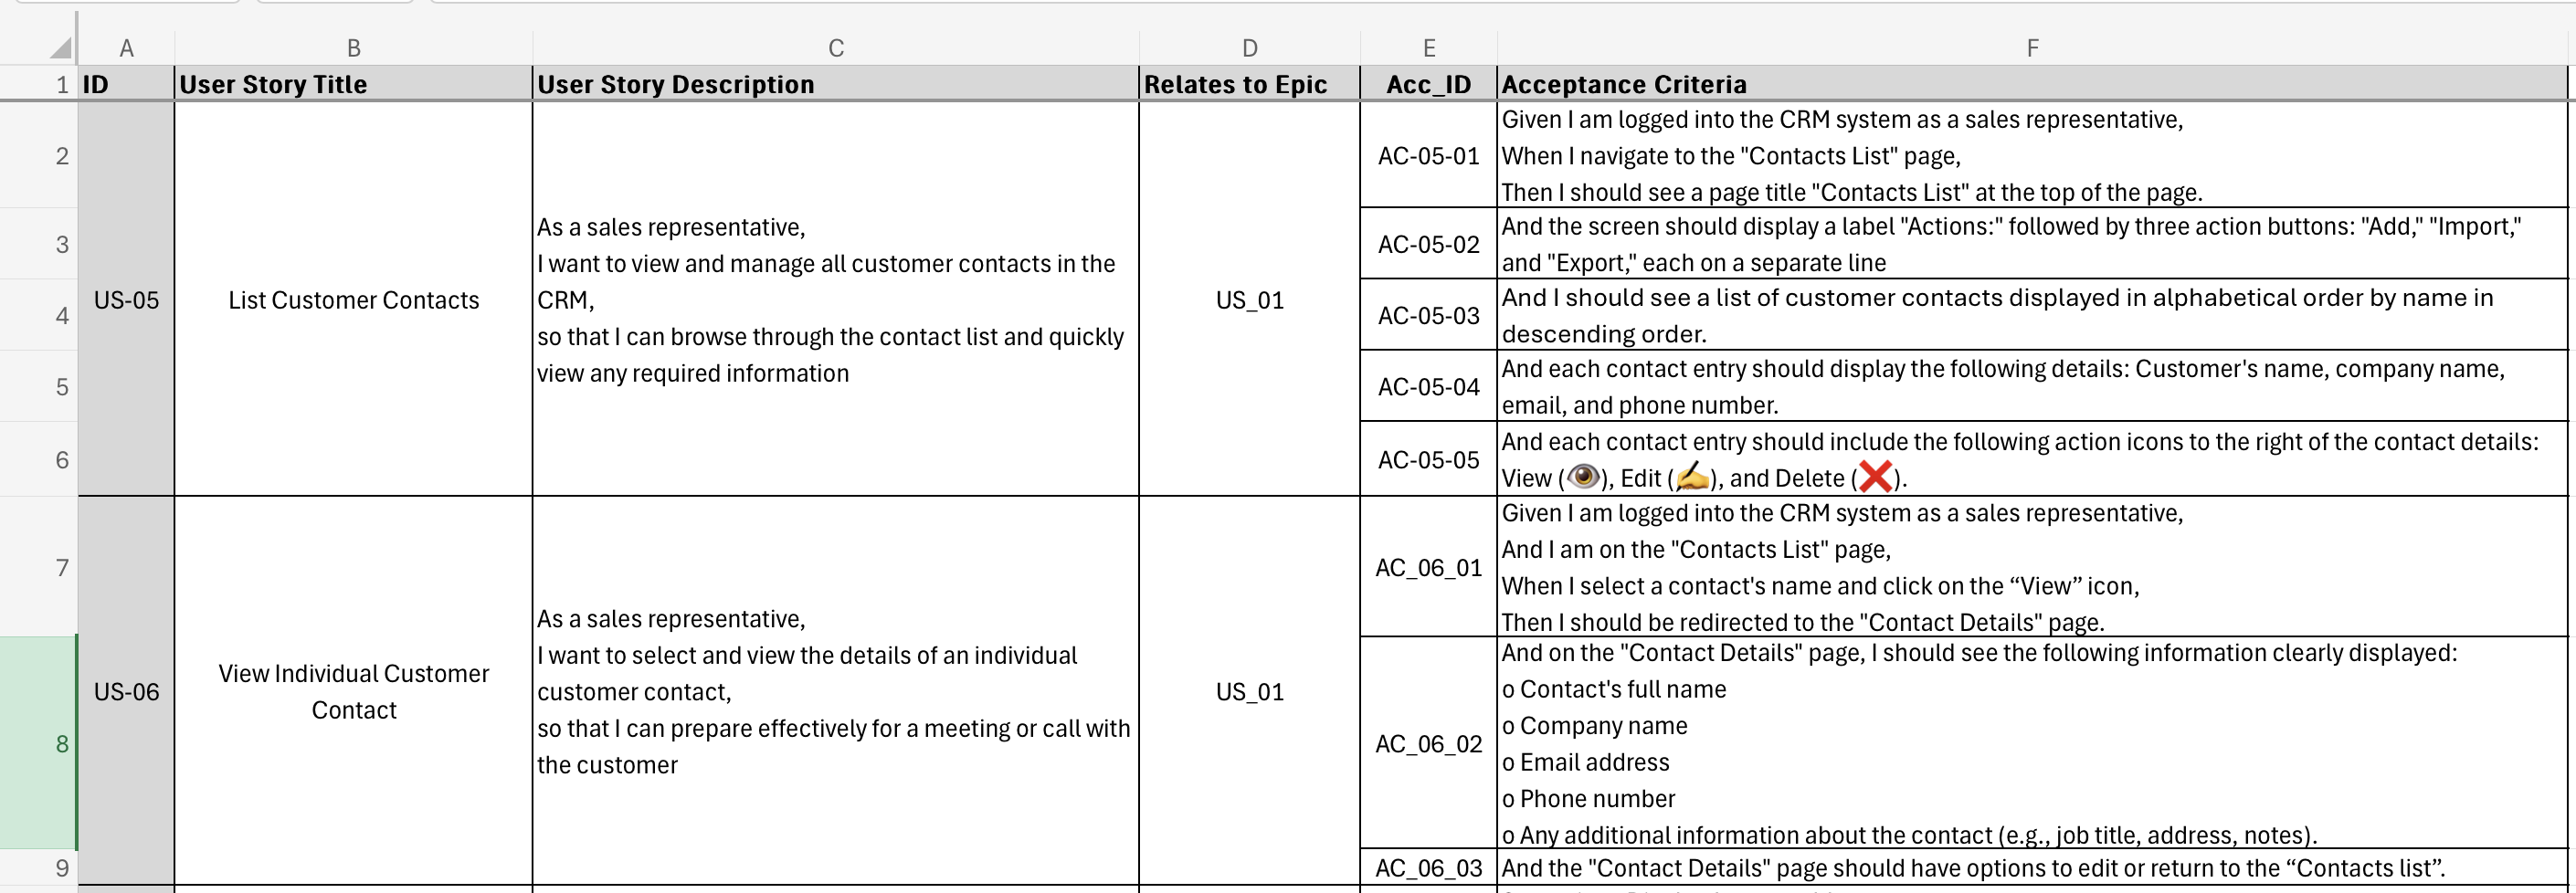 A B C D E F
1 ID User Story Title User Story Description Relates to Epic Acc_ID Acceptance Criteria
2
3
4
5
6
US-05
List Customer Contacts
As a sales representative,
I want to view and manage all customer contacts in the
CRM,
so that I can browse through the contact list and quickly
view any required information
US_01
AC-05-01
Given I am logged into the CRM system as a sales representative,
When I navigate to the "Contacts List" page,
Then I should see a page title "Contacts List" at the top of the page.
AC-05-02
And the screen should display a label "Actions:" followed by three action buttons: "Add," "Import,"
and "Export," each on a separate line
AC-05-03
And I should see a list of customer contacts displayed in alphabetical order by name in
descending order.
AC-05-04
And each contact entry should display the following details: Customer's name, company name,
email, and phone number.
AC-05-05
And each contact entry should include the following action icons to the right of the contact details:
View (👁️), Edit (✍️), and Delete (❌).
7
8
9
US-06
View Individual Customer
Contact
As a sales representative,
I want to select and view the details of an individual
customer contact,
so that I can prepare effectively for a meeting or call with
the customer
US_01
AC_06_01
Given I am logged into the CRM system as a sales representative,
And I am on the "Contacts List" page,
When I select a contact's name and click on the “View” icon,
Then I should be redirected to the "Contact Details" page.
AC_06_02
And on the "Contact Details" page, I should see the following information clearly displayed:
o Contact's full name
o Company name
o Email address
o Phone number
o Any additional information about the contact (e.g., job title, address, notes).
AC_06_03
And the "Contact Details" page should have options to edit or return to the “Contacts list”.